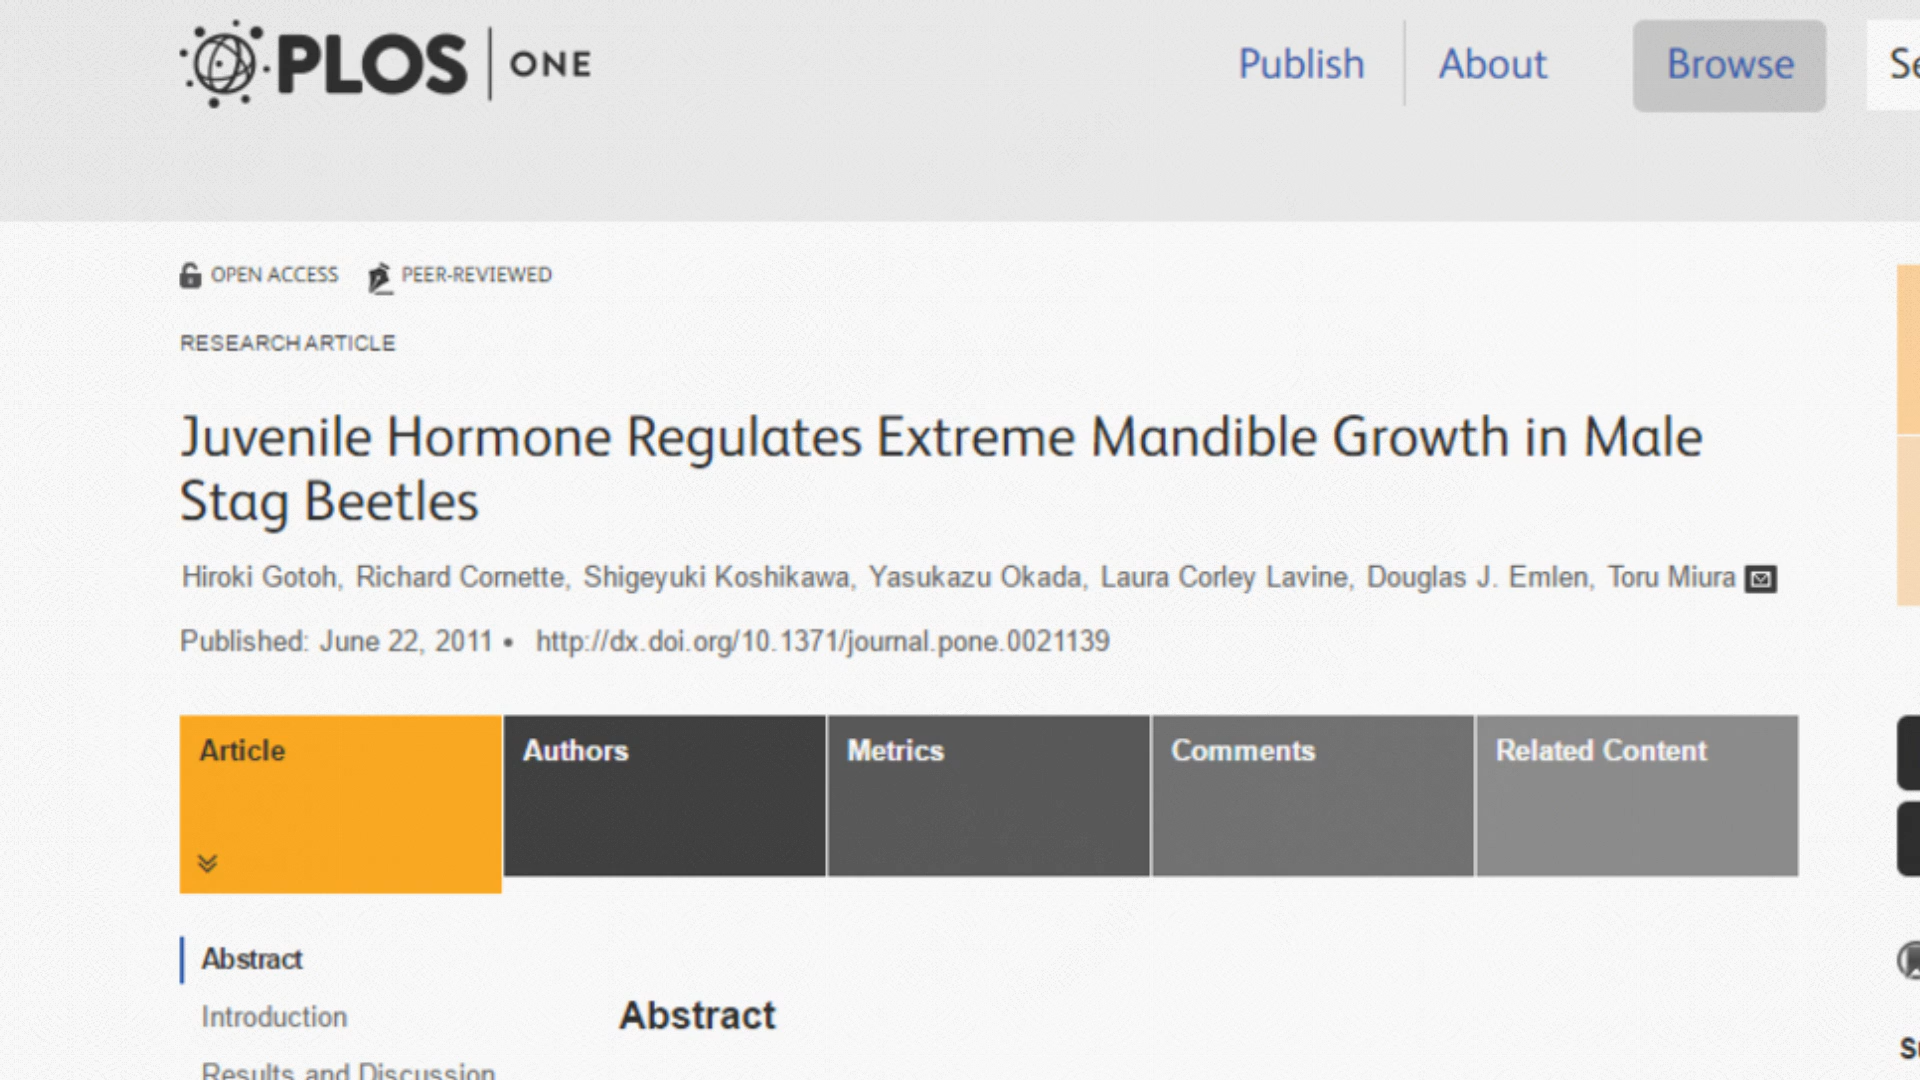 PLOS ONE
Publish About Browse
OPEN ACCESS PEER-REVIEWED
RESEARCH ARTICLE
Juvenile Hormone Regulates Extreme Mandible Growth in Male
Stag Beetles
Hiroki Gotoh, Richard Cornette, Shigeyuki Koshikawa, Yasukazu Okada, Laura Corley Lavine, Douglas J. Emlen, Toru Miura
Published: June 22, 2011 • http://dx.doi.org/10.1371/journal.pone.0021139
Article Authors Metrics Comments Related Content
Abstract
Introduction
Abstract
Results and Discussion